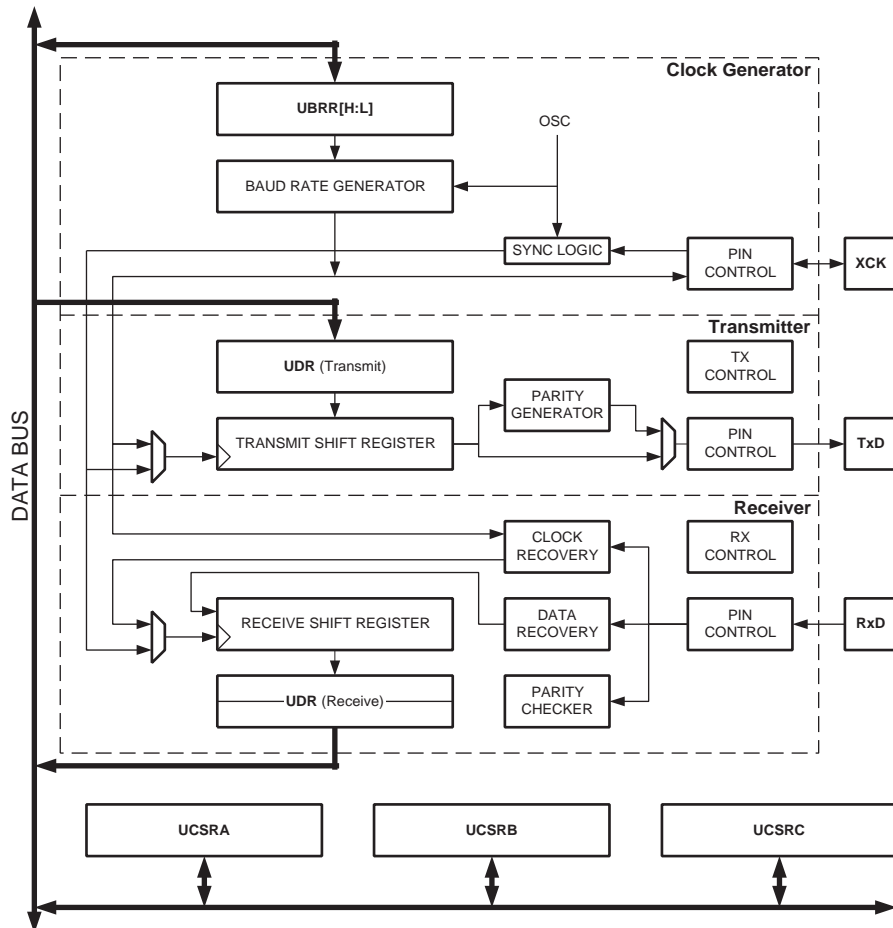 Clock Generator
UBRR[H:L]
OSC
BAUD RATE GENERATOR
SYNC LOGIC
PIN
CONTROL
XCK
Transmitter
UDR (Transmit)
TX
CONTROL
PARITY
GENERATOR
TRANSMIT SHIFT REGISTER
PIN
CONTROL
TxD
DATA BUS
Receiver
CLOCK
RECOVERY
RX
CONTROL
RECEIVE SHIFT REGISTER
DATA
RECOVERY
PIN
CONTROL
RxD
UDR (Receive)
PARITY
CHECKER
UCSRA
UCSRB
UCSRC